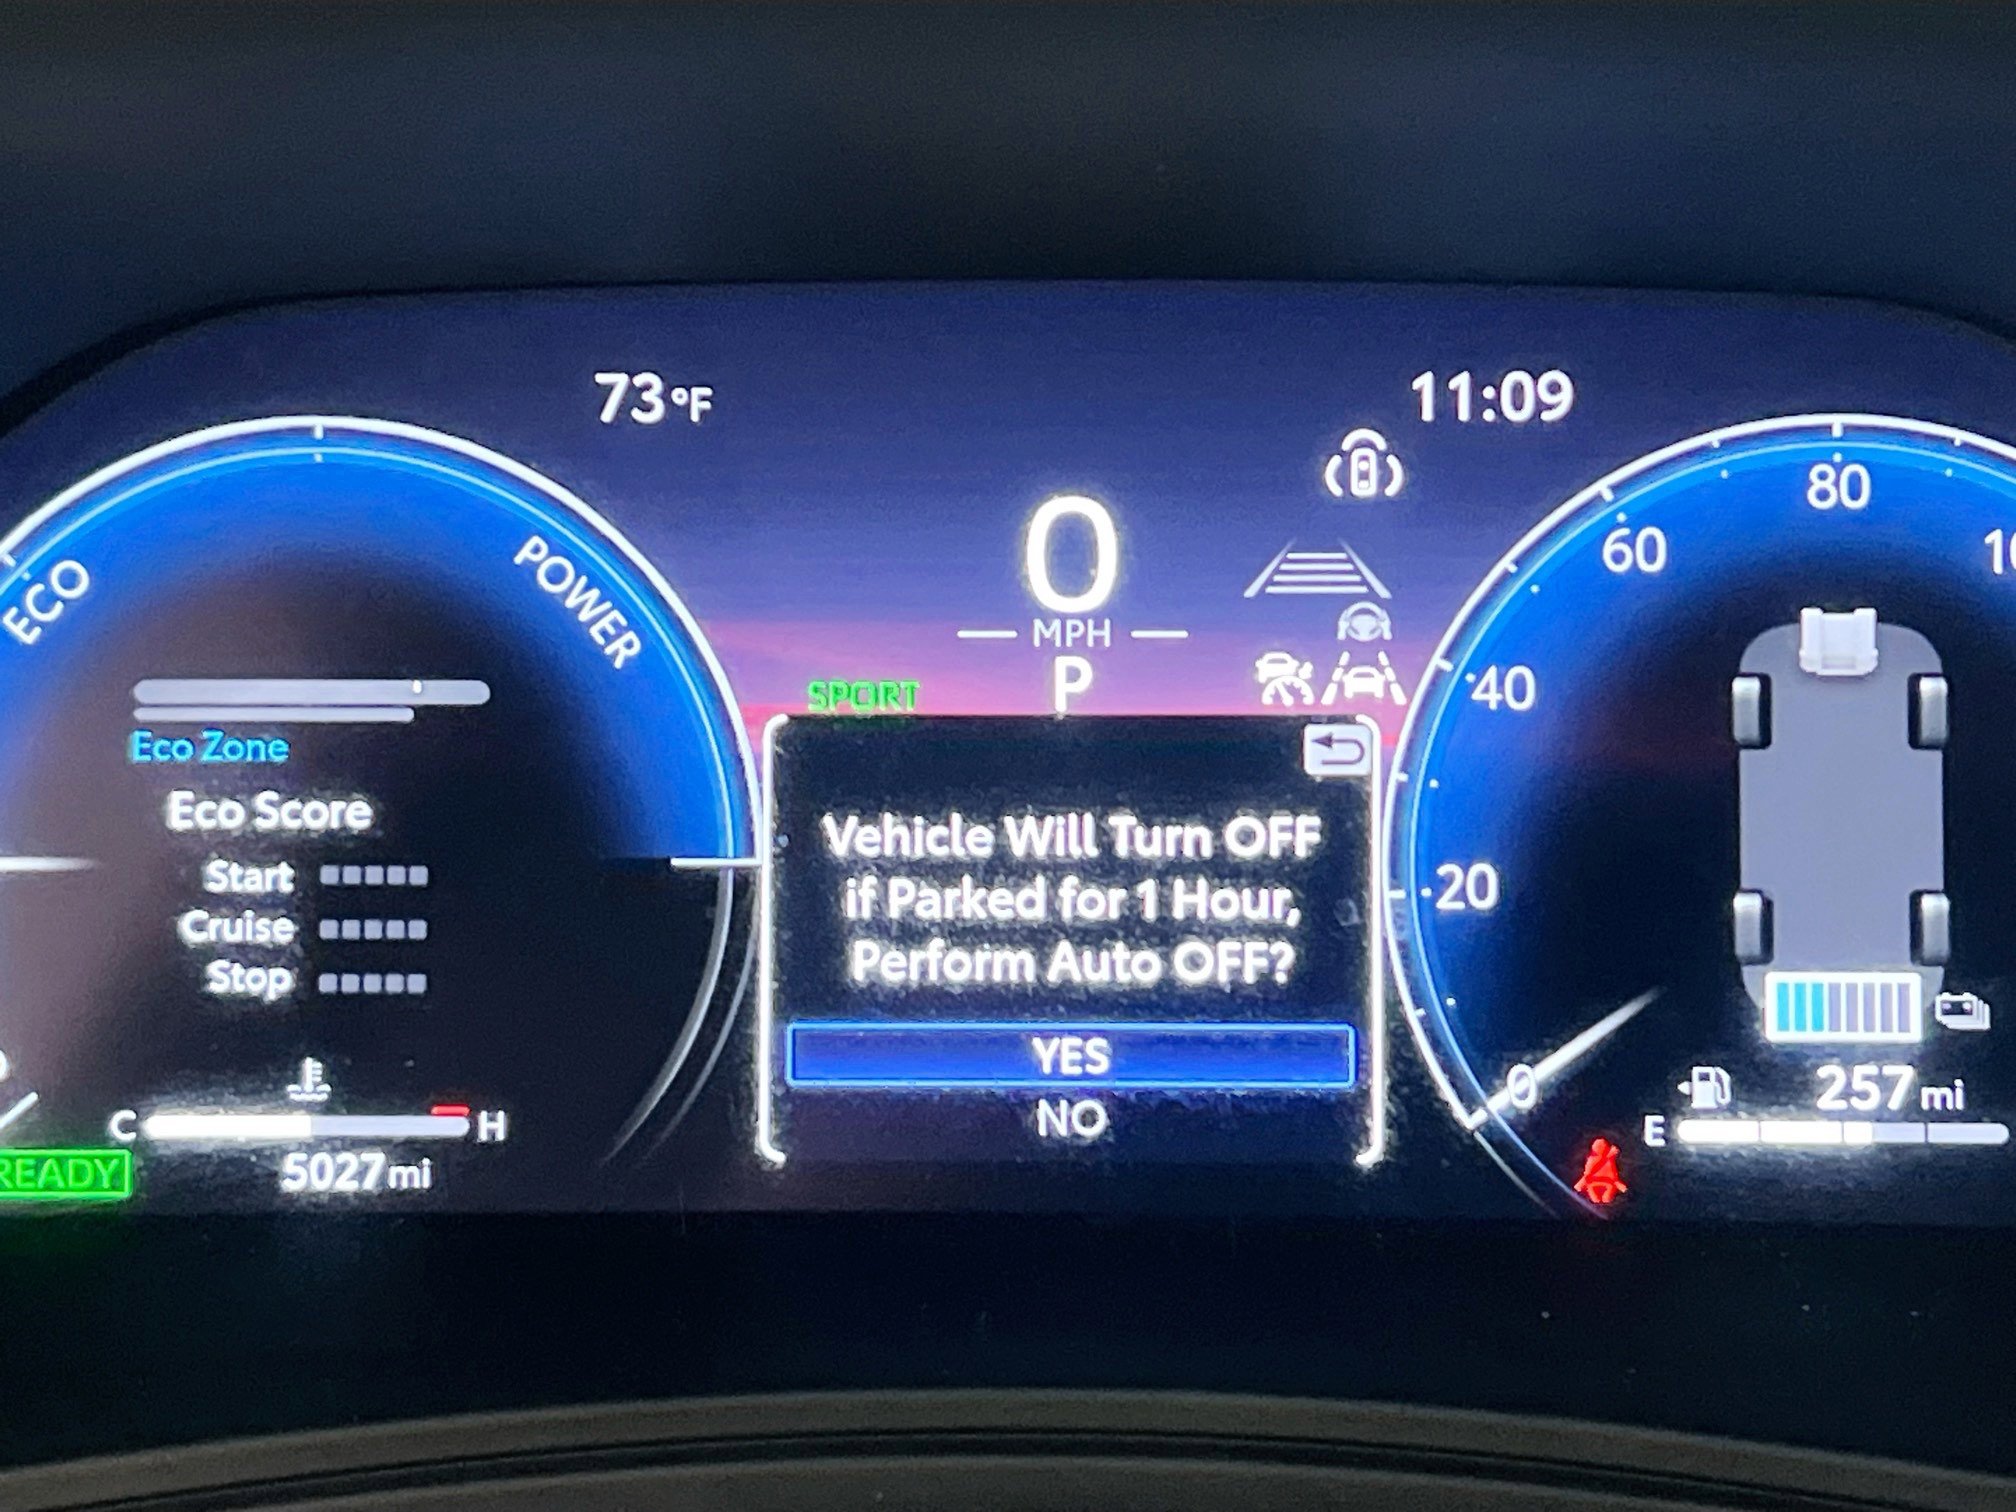 73°F
11:09
ECO
POWER
0
MPH
P
SPORT
Eco Zone
Eco Score
Start
Cruise
Stop
C
H
READY
5027 mi
Vehicle Will Turn OFF
if Parked for 1 Hour,
Perform Auto OFF?
YES
NO
80
60
40
20
0
257 mi
E